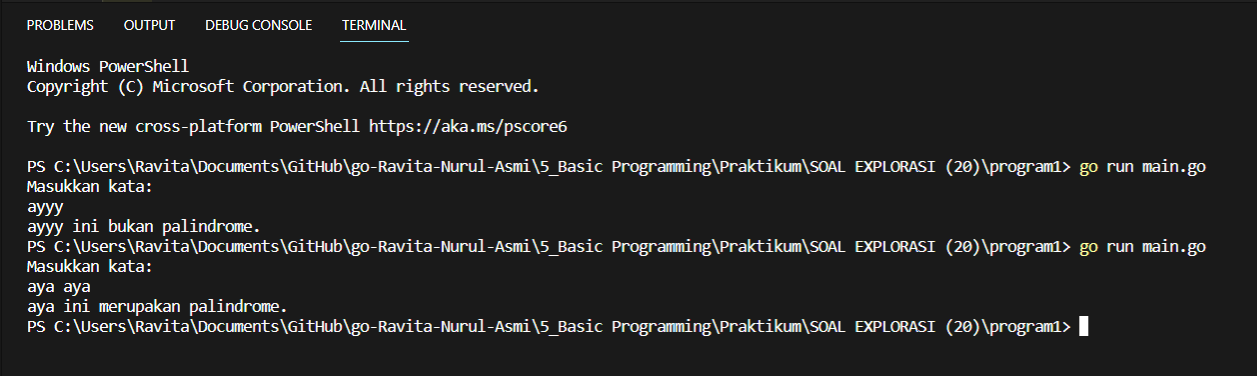 PROBLEMS OUTPUT DEBUG CONSOLE TERMINAL
Windows PowerShell
Copyright (C) Microsoft Corporation. All rights reserved.
Try the new cross-platform PowerShell https://aka.ms/pscore6
PS C:\Users\Ravita\Documents\GitHub\go-Ravita-Nurul-Asmi\5_Basic Programming\Praktikum\SOAL EXPLORASI (20)\program1> go run main.go
Masukkan kata:
ayyy
ayyy ini bukan palindrome.
PS C:\Users\Ravita\Documents\GitHub\go-Ravita-Nurul-Asmi\5_Basic Programming\Praktikum\SOAL EXPLORASI (20)\program1> go run main.go
Masukkan kata:
aya aya
aya ini merupakan palindrome.
PS C:\Users\Ravita\Documents\GitHub\go-Ravita-Nurul-Asmi\5_Basic Programming\Praktikum\SOAL EXPLORASI (20)\program1>